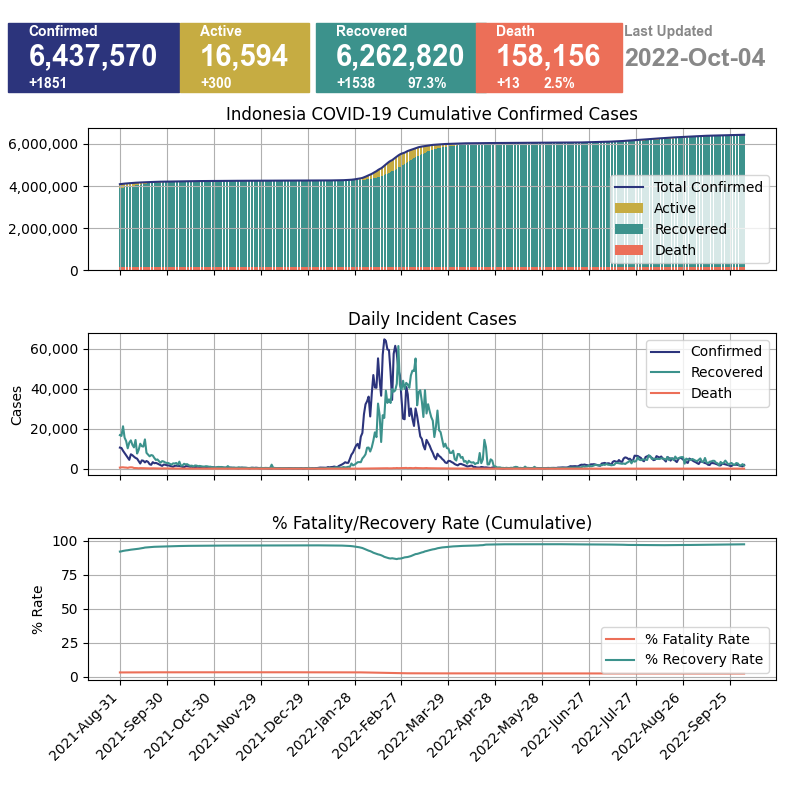 Confirmed
6,437,570
+1851
Active
16,594
+300
Recovered
6,262,820
+1538 97.3%
Death
158,156
+13 2.5%
Last Updated
2022-Oct-04
Indonesia COVID-19 Cumulative Confirmed Cases
6,000,000
4,000,000
2,000,000
0
Total Confirmed
Active
Recovered
Death
Daily Incident Cases
Cases
60,000
40,000
20,000
0
Confirmed
Recovered
Death
% Fatality/Recovery Rate (Cumulative)
% Rate
100
75
50
25
0
% Fatality Rate
% Recovery Rate
2021-Aug-31
2021-Sep-30
2021-Oct-30
2021-Nov-29
2021-Dec-29
2022-Jan-28
2022-Feb-27
2022-Mar-29
2022-Apr-28
2022-May-28
2022-Jun-27
2022-Jul-27
2022-Aug-26
2022-Sep-25